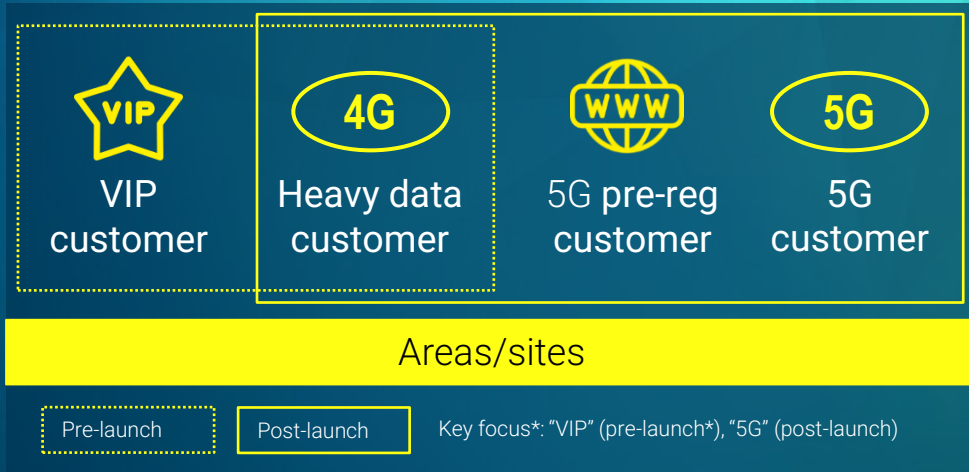 VIP
4G
WWW
5G
VIP
customer
Heavy data
customer
5G pre-reg
customer
5G
customer
Areas/sites
Pre-launch
Post-launch
Key focus*: “VIP” (pre-launch*), “5G” (post-launch)